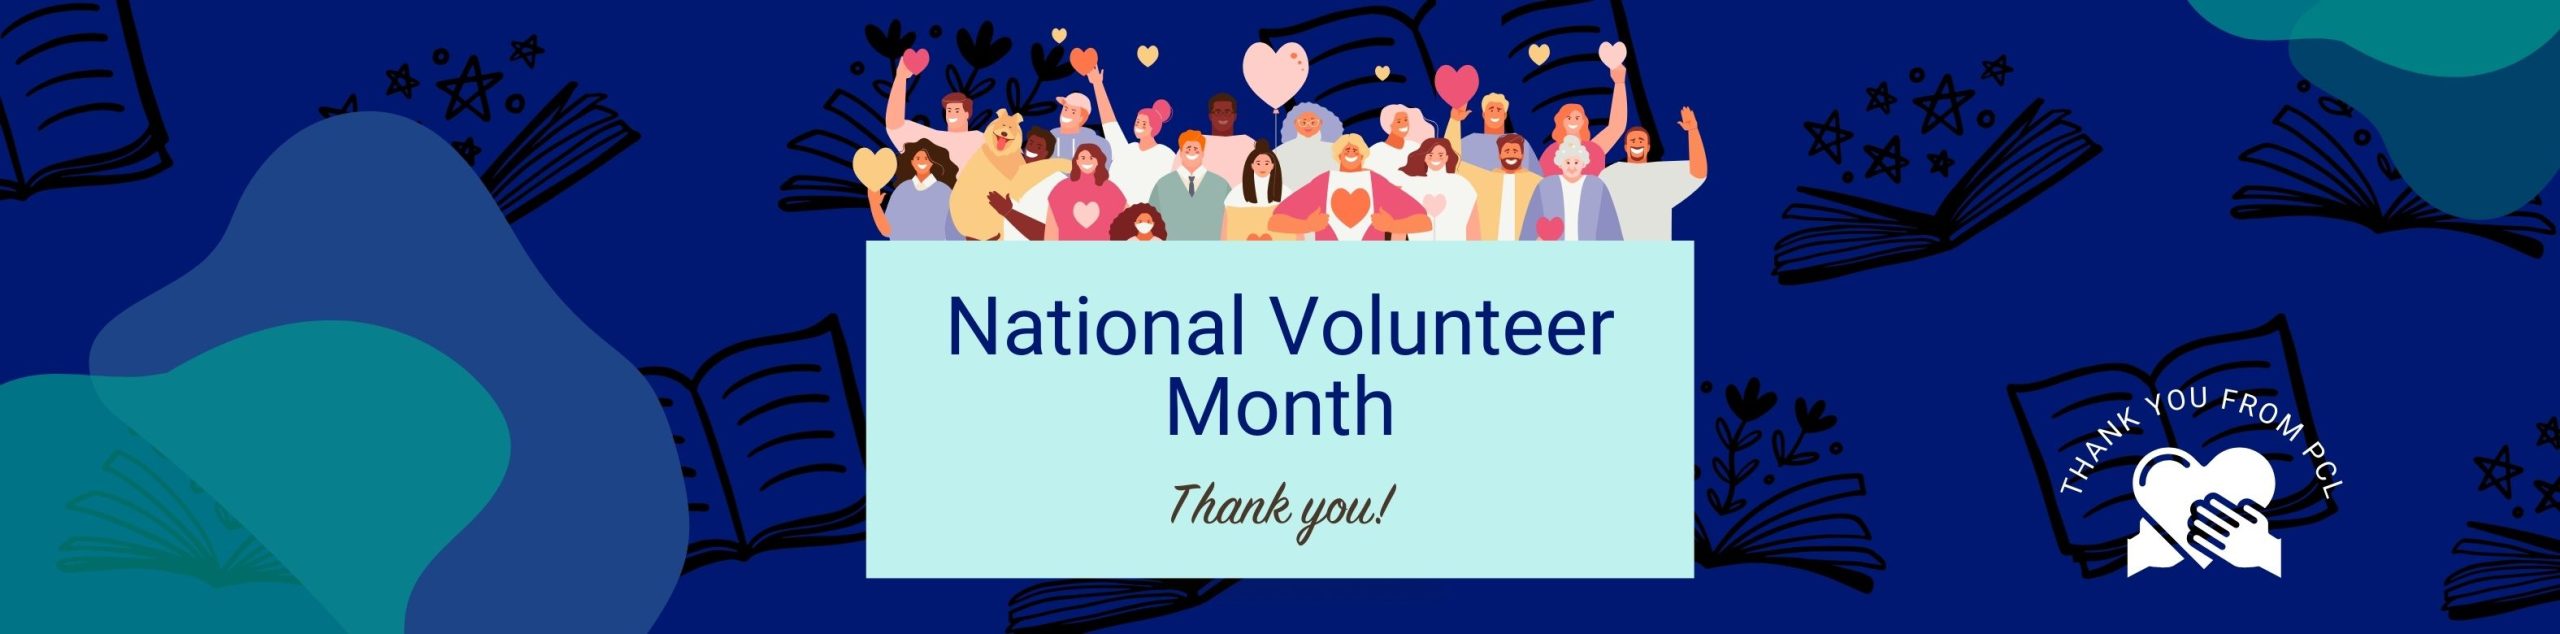 National Volunteer
Month
Thank you!
THANK YOU FROM PCL